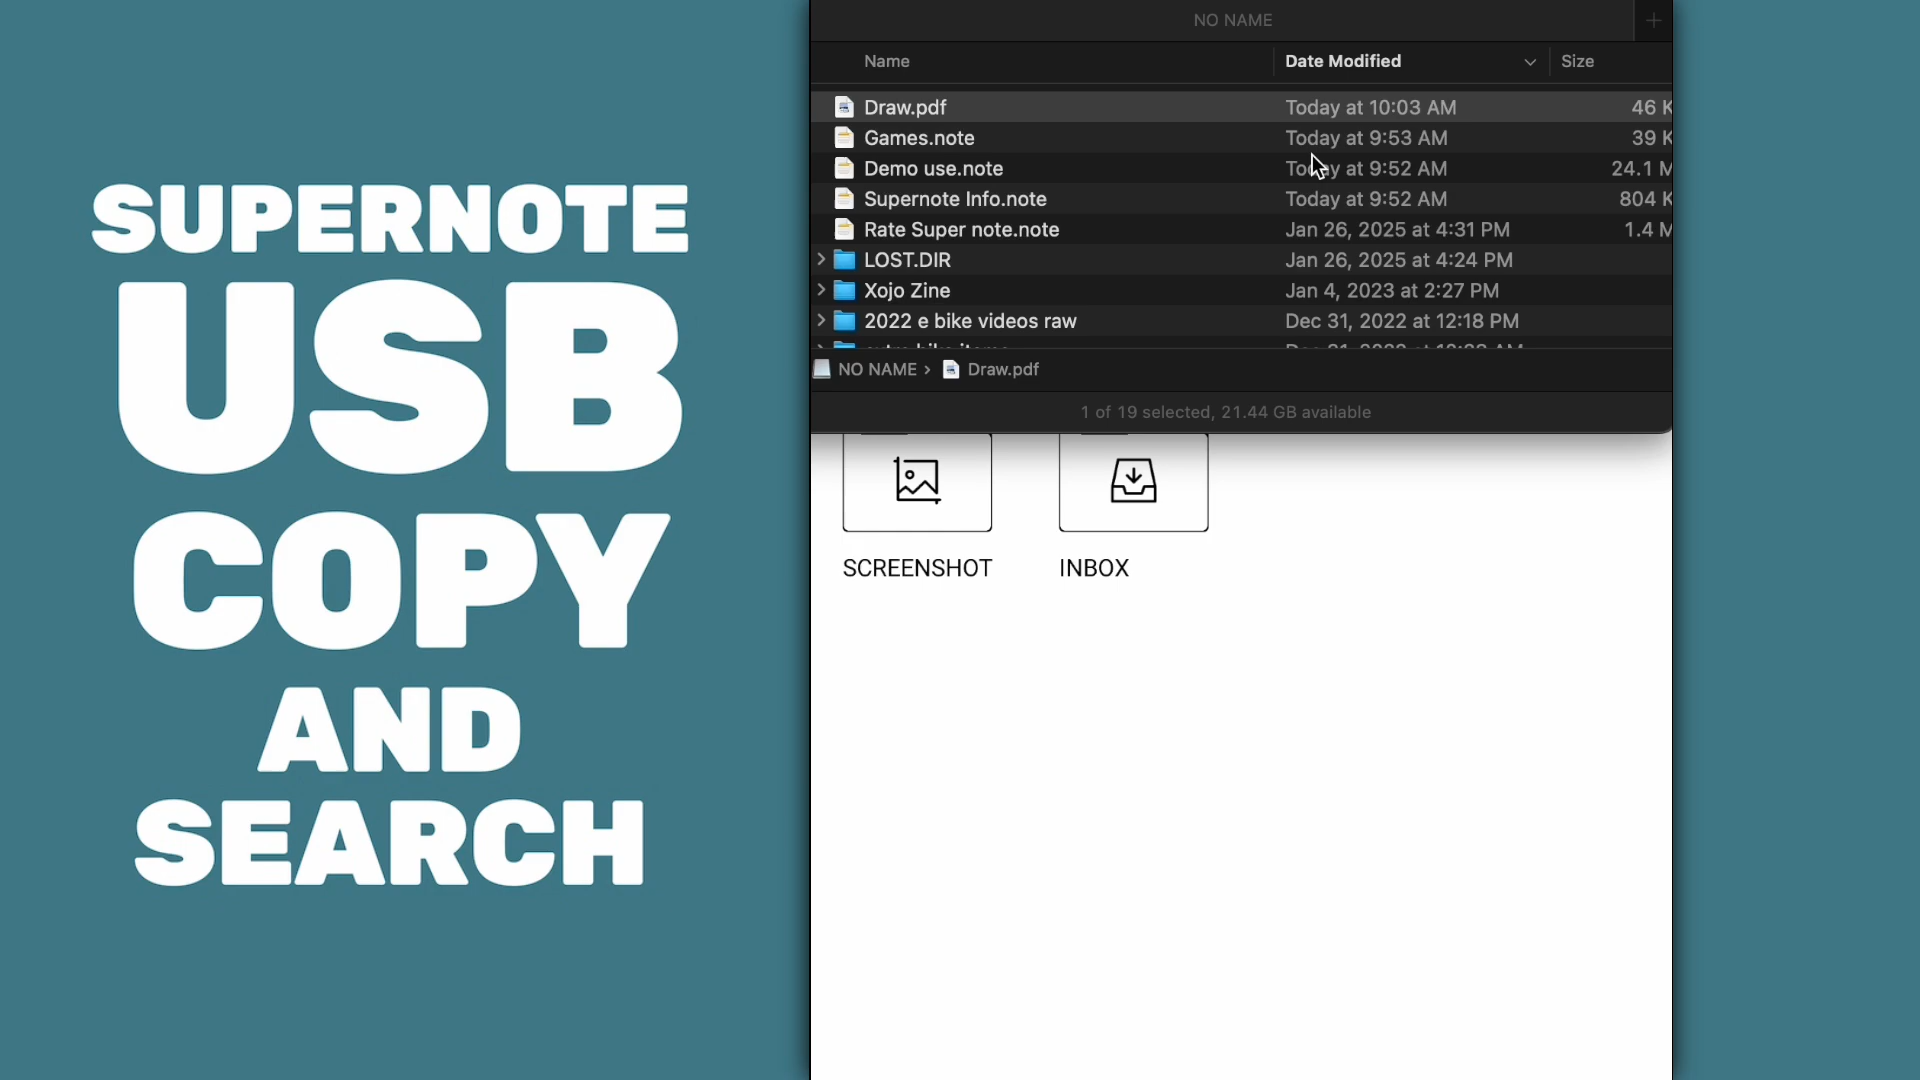 SUPERNOTE
USB
COPY
AND
SEARCH
NO NAME
Name Date Modified Size
Draw.pdf Today at 10:03 AM 46 K
Games.note Today at 9:53 AM 39 K
Demo use.note Today at 9:52 AM 24.1 M
Supernote Info.note Today at 9:52 AM 804 K
Rate Super note.note Jan 26, 2025 at 4:31 PM 1.4 M
LOST.DIR Jan 26, 2025 at 4:24 PM
Xojo Zine Jan 4, 2023 at 2:27 PM
2022 e bike videos raw Dec 31, 2022 at 12:18 PM
NO NAME › Draw.pdf
1 of 19 selected, 21.44 GB available
SCREENSHOT INBOX